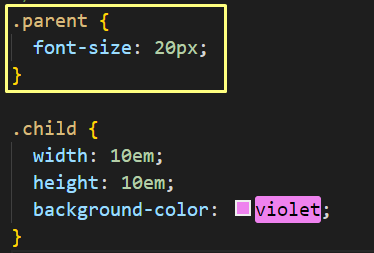 .parent {
font-size: 20px;
}
.child {
width: 10em;
height: 10em;
background-color: violet;
}